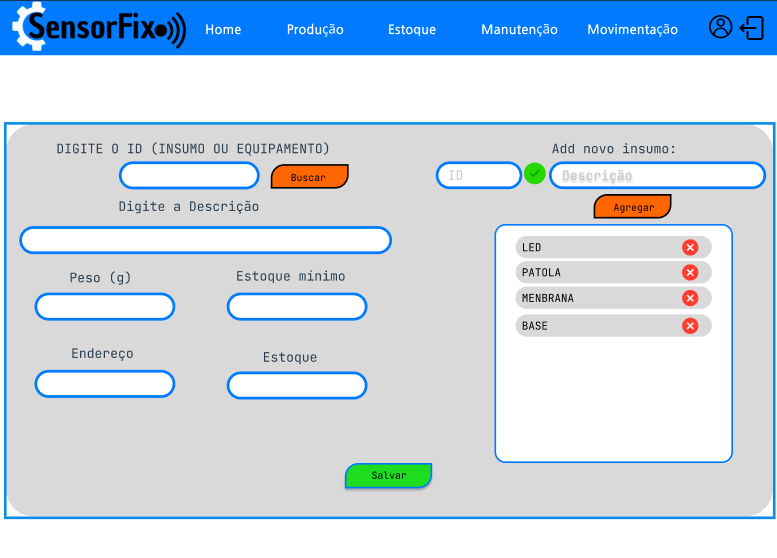 SensorFix
Home Produção Estoque Manutenção Movimentação
DIGITE O ID (INSUMO OU EQUIPAMENTO)
Buscar
Digite a Descrição
Peso (g) Estoque mínimo
Endereço Estoque
Add novo insumo:
ID Descrição
Agregar
LED
PATOLA
MENBRANA
BASE
Salvar